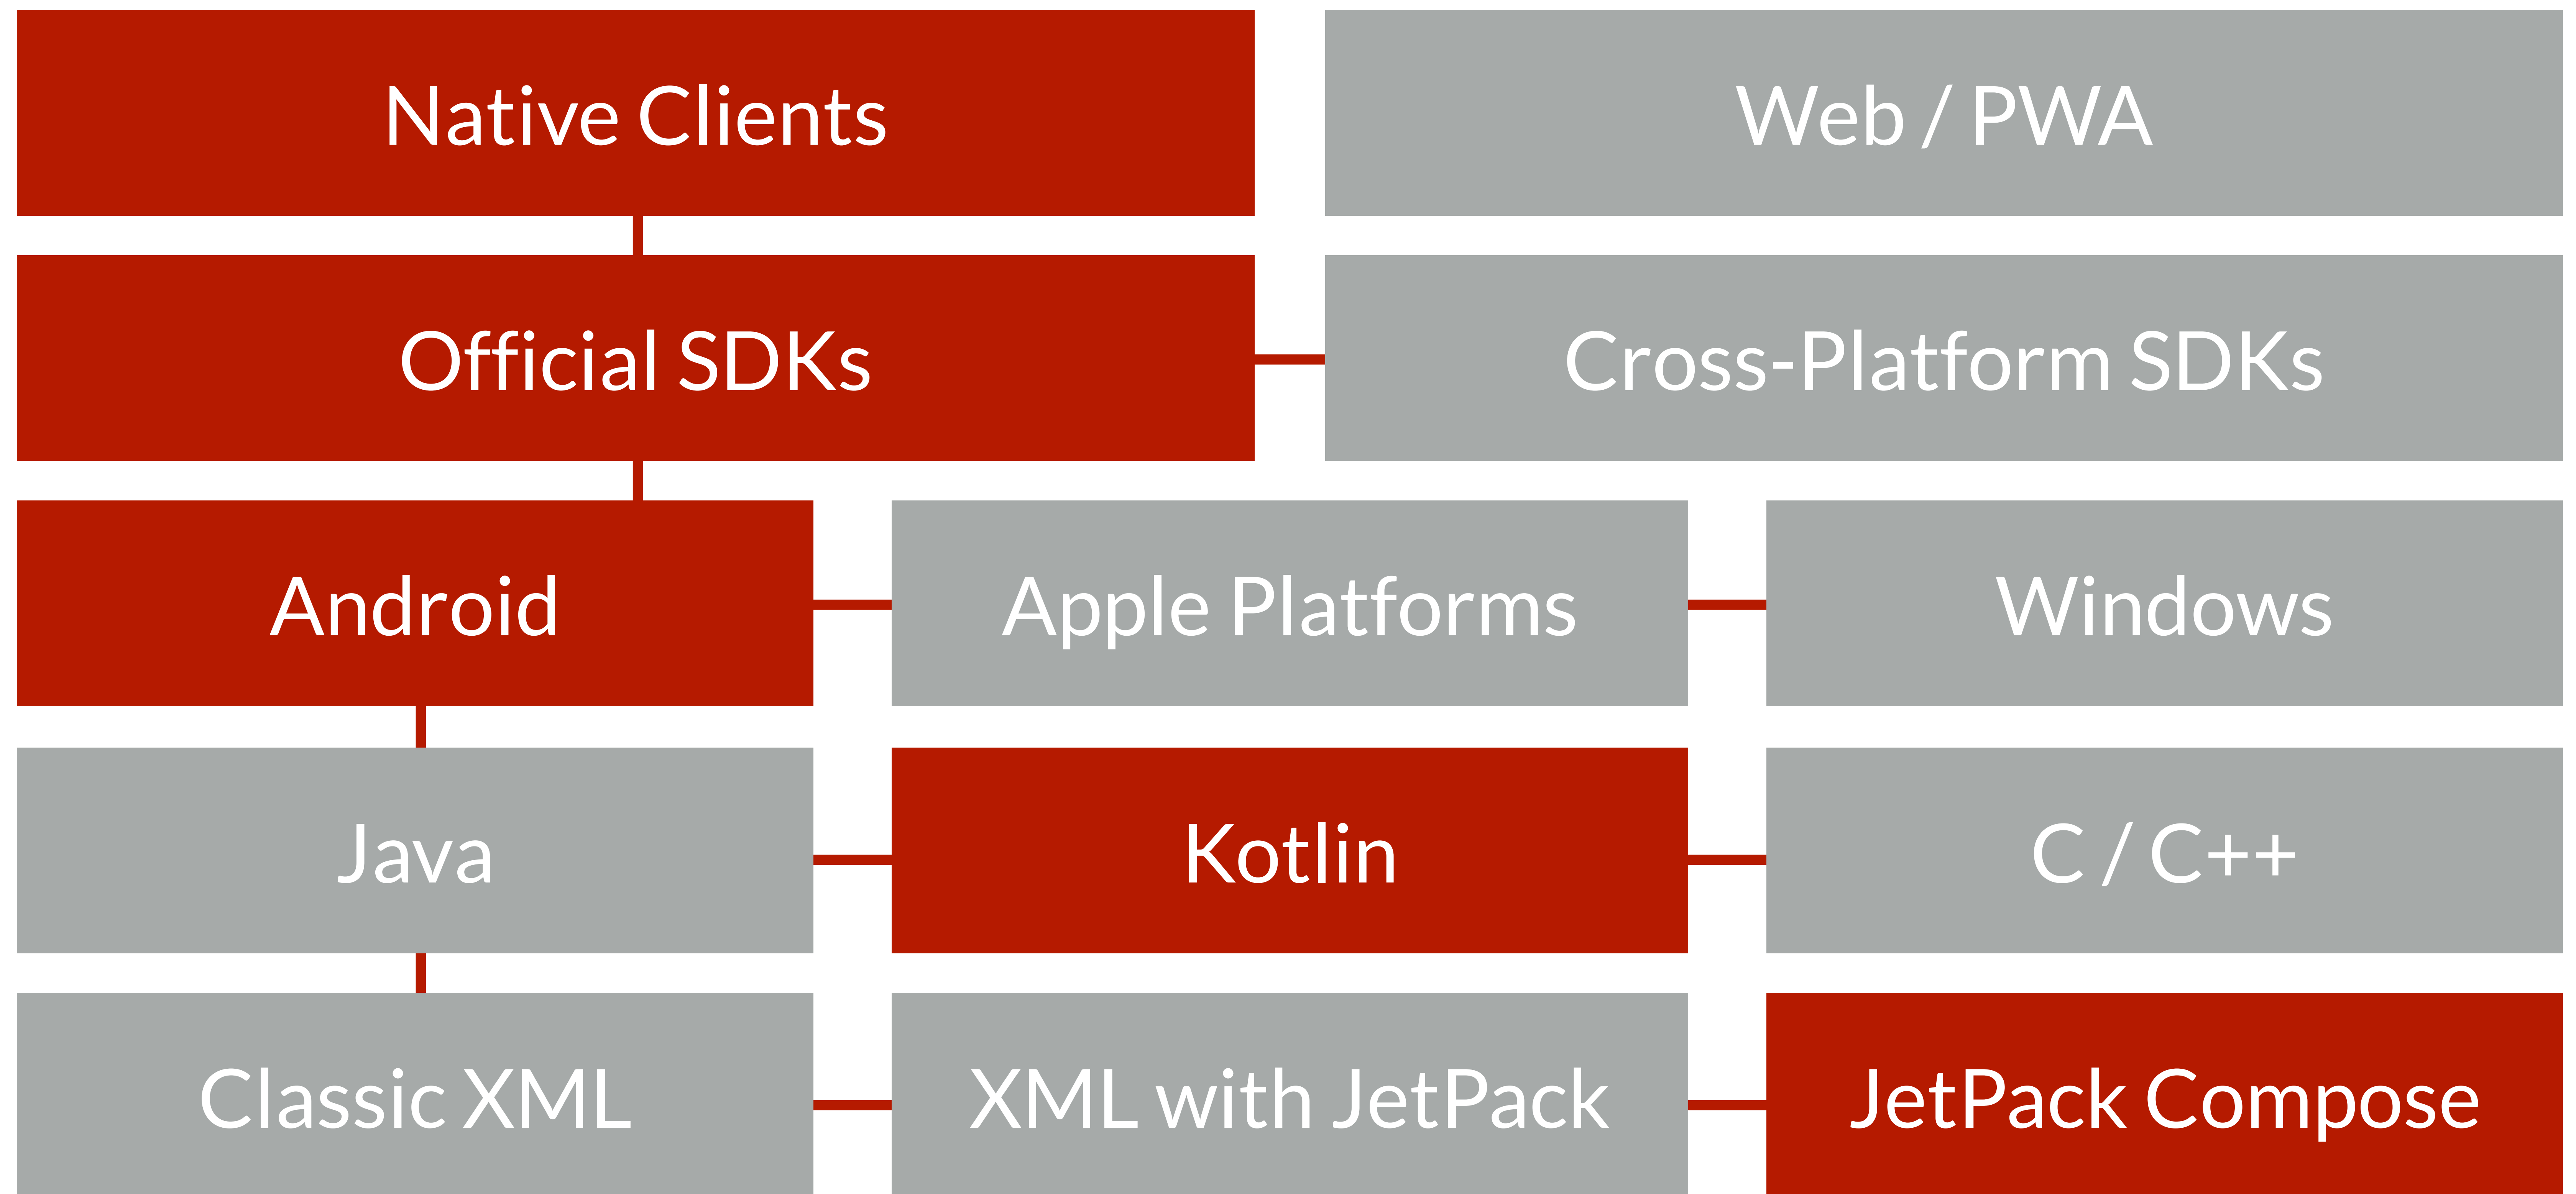 Native Clients
Web / PWA
Official SDKs
Cross-Platform SDKs
Android
Apple Platforms
Windows
Java
Kotlin
C / C++
Classic XML
XML with JetPack
JetPack Compose